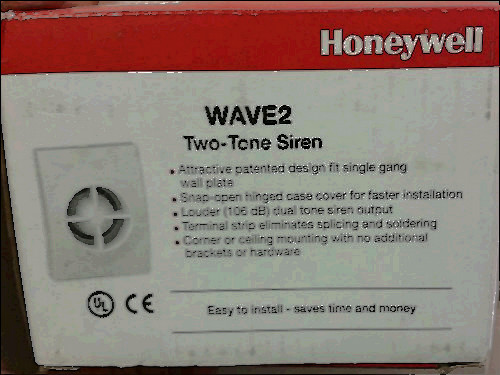 Honeywell
WAVE2
Two-Tone Siren
• Attractive patented design fit single gang
wall plate
• Snap-open hinged case cover for faster installation
• Louder (106 dB) dual tone siren output
• Terminal strip eliminates splicing and soldering
• Corner or ceiling mounting with no additional
brackets or hardware
UL CE
Easy to install - saves time and money